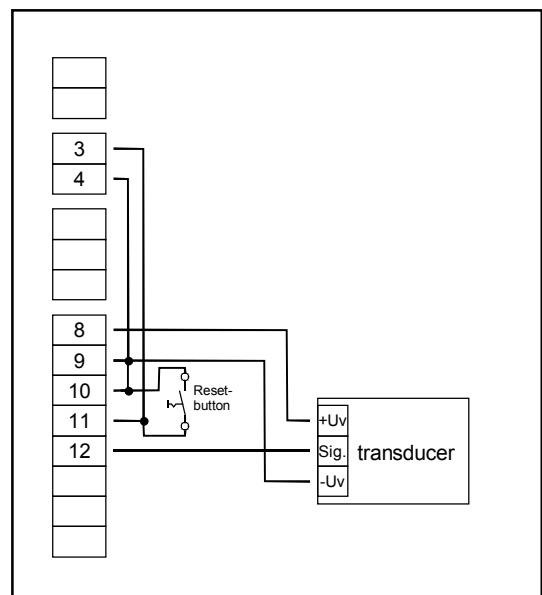 3
4
8
9
10
11
12
Reset-
button
+Uv
Sig.
-Uv
transducer